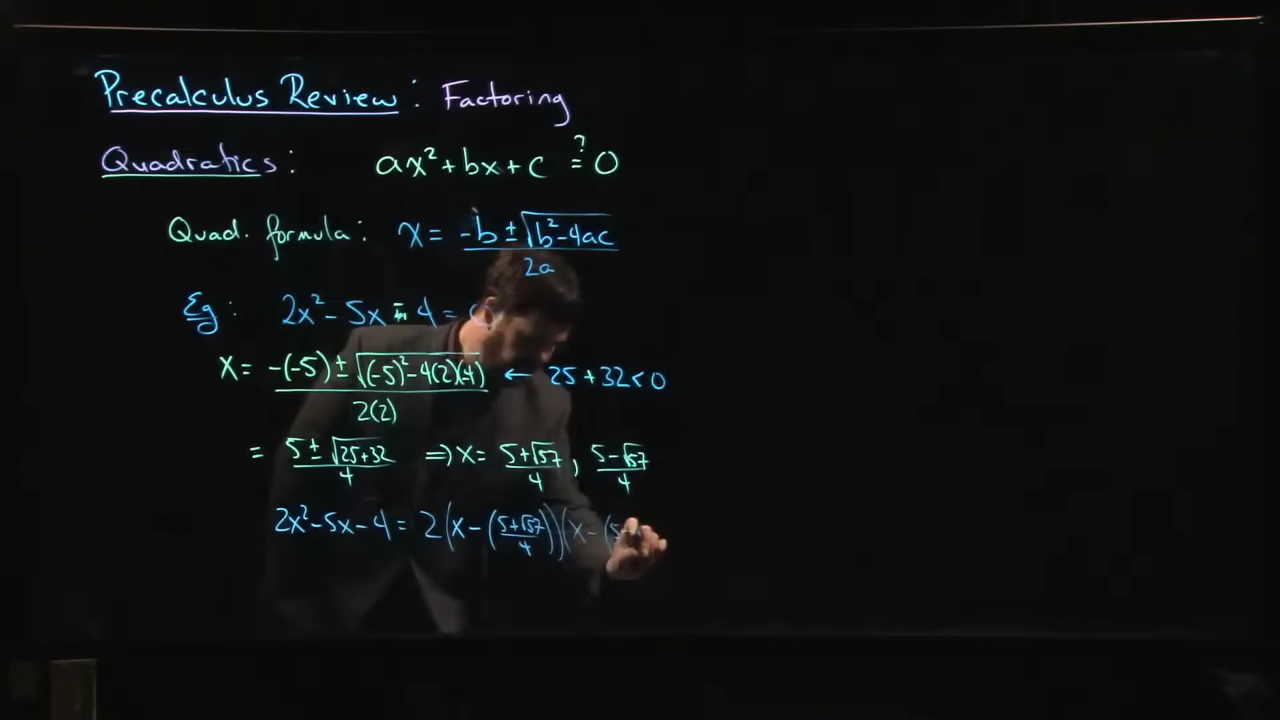 Precalculus Review: Factoring
Quadratics: ax²+bx+c ?= 0
Quad. formula: x = (-b ± √(b²-4ac))/(2a)
Eg: 2x² - 5x - 4 = 0
x = (-(-5) ± √((-5)²-4(2)(-4)))/(2(2)) ← 25+32<0
= (5 ± √(25+32))/4 ⇒ x = (5+√57)/4, (5-√57)/4
2x²-5x-4 = 2(x-((5+√57)/4))(x-(5